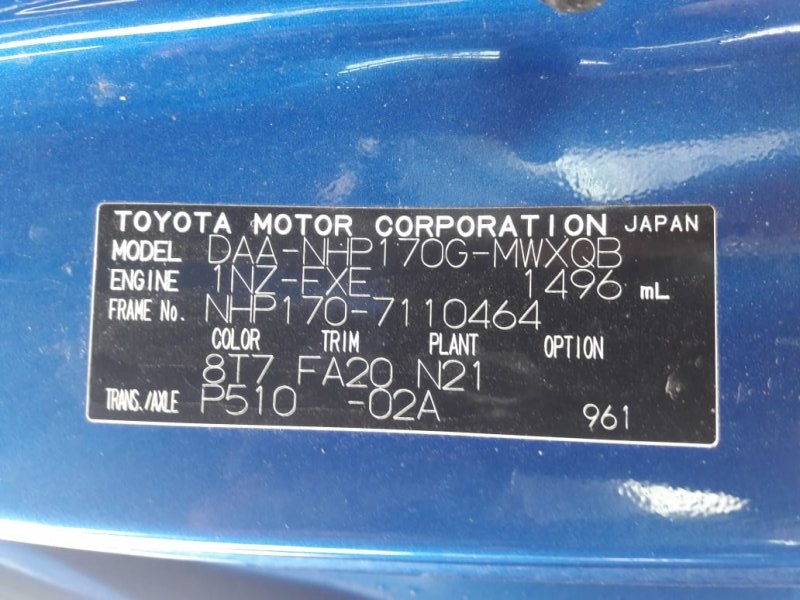 TOYOTA MOTOR CORPORATION JAPAN
MODEL DAA-NHP170G-MWXQB
ENGINE 1NZ-EXE 1496 mL
FRAME No. NHP170-7110464
COLOR TRIM PLANT OPTION
8T7 FA20 N21
TRANS./AXLE P510 -02A 961